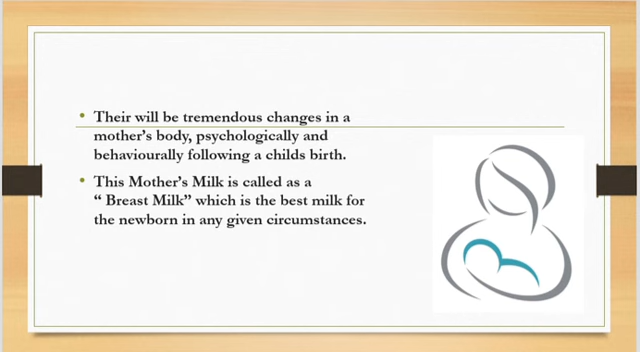 • Their will be tremendous changes in a
mother's body, psychologically and
behaviourally following a childs birth.
• This Mother's Milk is called as a
“ Breast Milk” which is the best milk for
the newborn in any given circumstances.